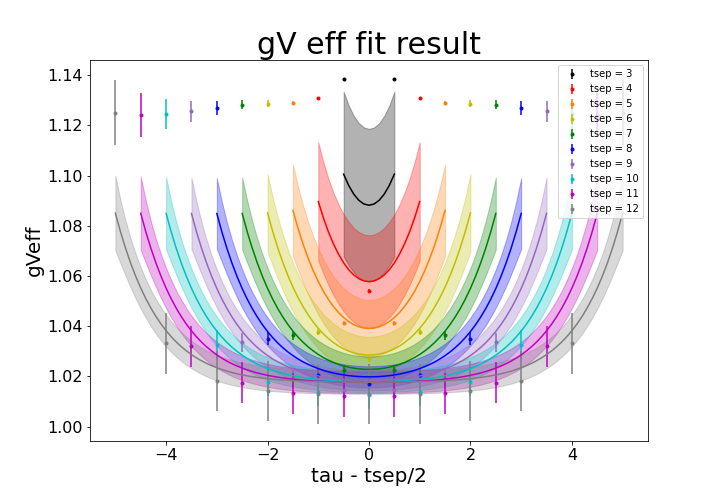 gV eff fit result
gVeff
1.14
1.12
1.10
1.08
1.06
1.04
1.02
1.00
−4
−2
0
2
4
tau - tsep/2
tsep = 3
tsep = 4
tsep = 5
tsep = 6
tsep = 7
tsep = 8
tsep = 9
tsep = 10
tsep = 11
tsep = 12